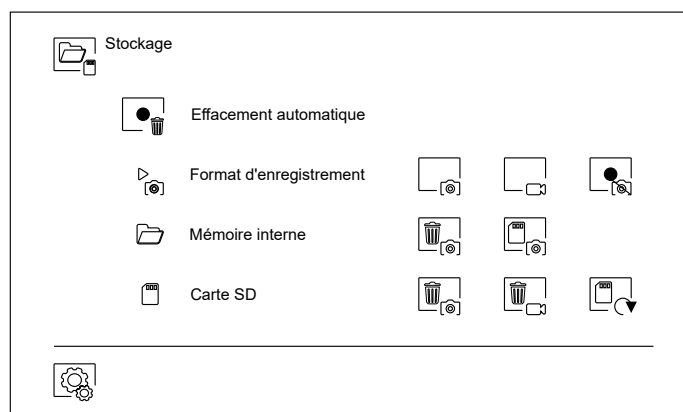 Stockage
Effacement automatique
Format d'enregistrement
Mémoire interne
Carte SD